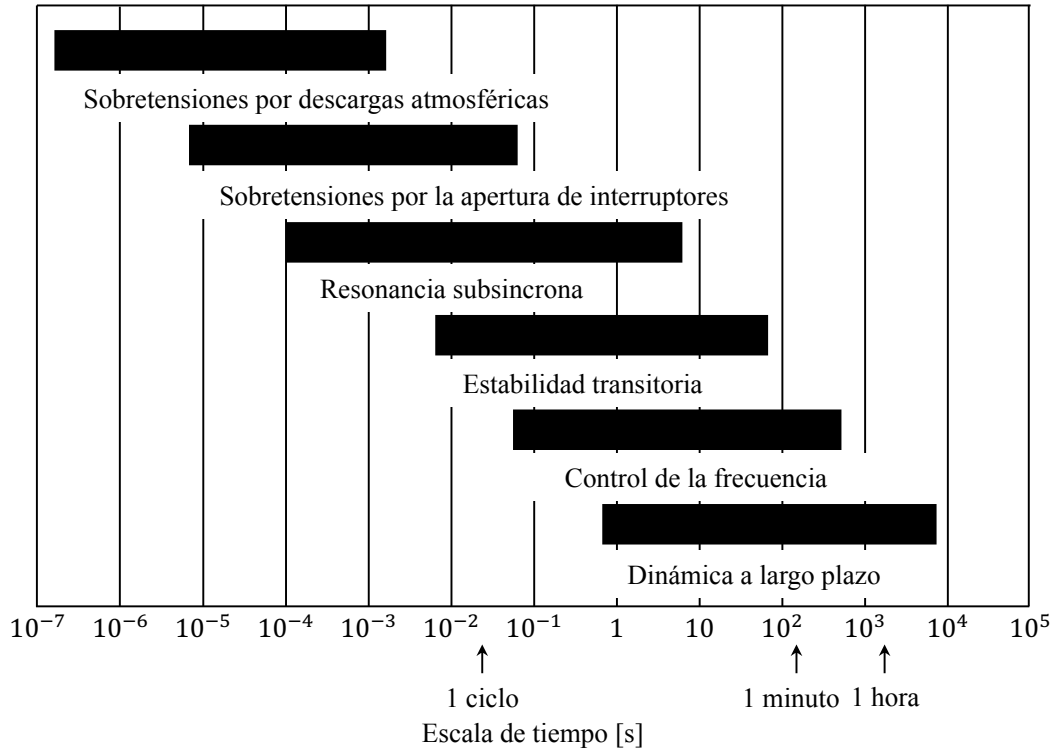 Sobretensiones por descargas atmosféricas
Sobretensiones por la apertura de interruptores
Resonancia subsincrona
Estabilidad transitoria
Control de la frecuencia
Dinámica a largo plazo
10⁻⁷ 10⁻⁶ 10⁻⁵ 10⁻⁴ 10⁻³ 10⁻² 10⁻¹ 1 10 10² 10³ 10⁴ 10⁵
1 ciclo 1 minuto 1 hora
Escala de tiempo [s]